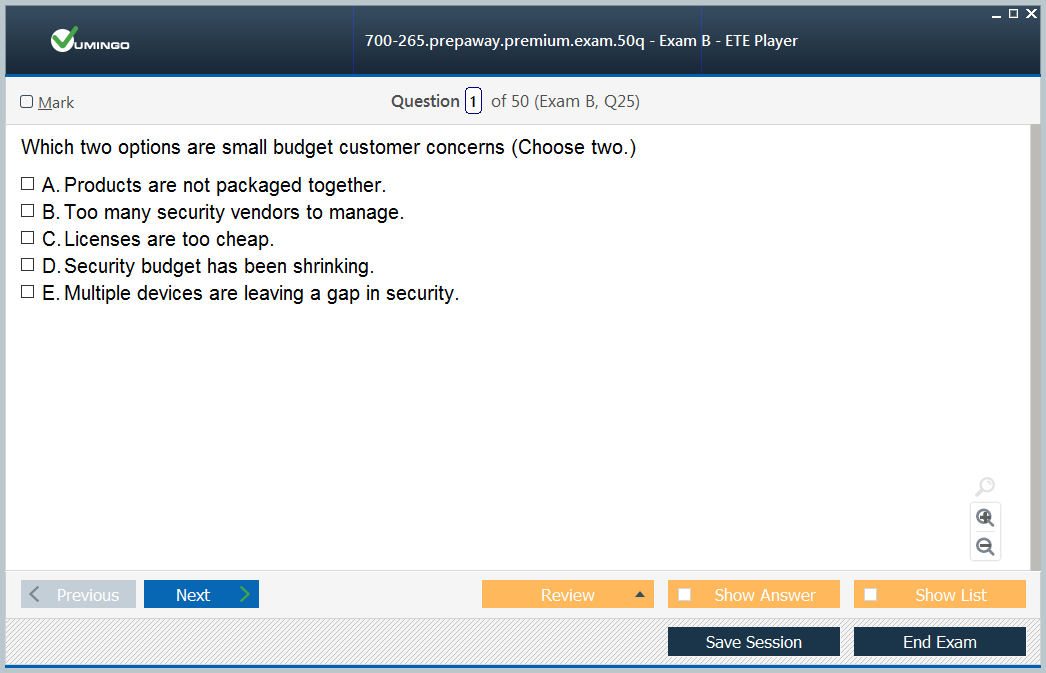 VUMINGO
700-265.prepaway.premium.exam.50q - Exam B - ETE Player
Mark
Question 1 of 50 (Exam B, Q25)
Which two options are small budget customer concerns (Choose two.)
A. Products are not packaged together.
B. Too many security vendors to manage.
C. Licenses are too cheap.
D. Security budget has been shrinking.
E. Multiple devices are leaving a gap in security.
Previous
Next
Review
Show Answer
Show List
Save Session
End Exam